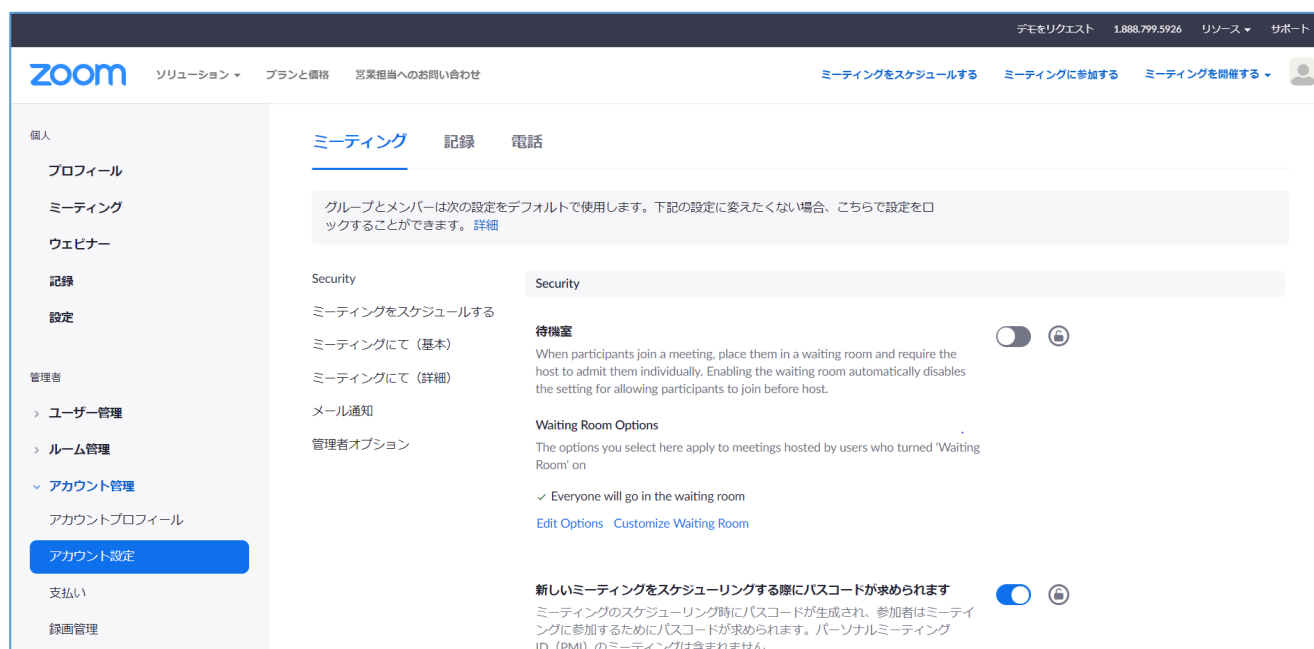 デモをリクエスト 1.888.799.5926 リソース サポート
zoom ソリューション プランと価格 営業担当へのお問い合わせ ミーティングをスケジュールする ミーティングに参加する ミーティングを開催する
個人
プロフィール
ミーティング
ウェビナー
記録
設定
管理者
ユーザー管理
ルーム管理
アカウント管理
アカウントプロフィール
アカウント設定
支払い
録画管理
ミーティング 記録 電話
グループとメンバーは次の設定をデフォルトで使用します。下記の設定に変えたくない場合、こちらで設定をロ
ックすることができます。 詳細
Security
ミーティングをスケジュールする
ミーティングにて（基本）
ミーティングにて（詳細）
メール通知
管理者オプション
Security
待機室
When participants join a meeting, place them in a waiting room and require the
host to admit them individually. Enabling the waiting room automatically disables
the setting for allowing participants to join before host.
Waiting Room Options
The options you select here apply to meetings hosted by users who turned 'Waiting
Room' on
Everyone will go in the waiting room
Edit Options Customize Waiting Room
新しいミーティングをスケジューリングする際にパスコードが求められます
ミーティングのスケジューリング時にパスコードが生成され、参加者はミーティ
ングに参加するためにパスコードが求められます。パーソナルミーティング
ID（PMI）のミーティングは含まれません